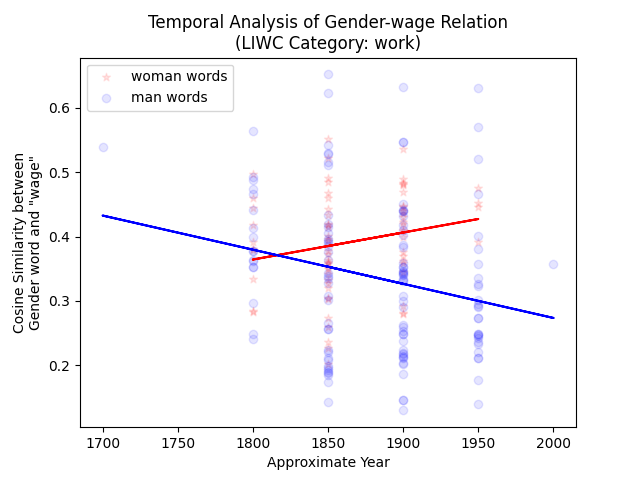 Temporal Analysis of Gender-wage Relation
(LIWC Category: work)
woman words
man words
Cosine Similarity between
Gender word and "wage"
0.6
0.5
0.4
0.3
0.2
1700 1750 1800 1850 1900 1950 2000
Approximate Year